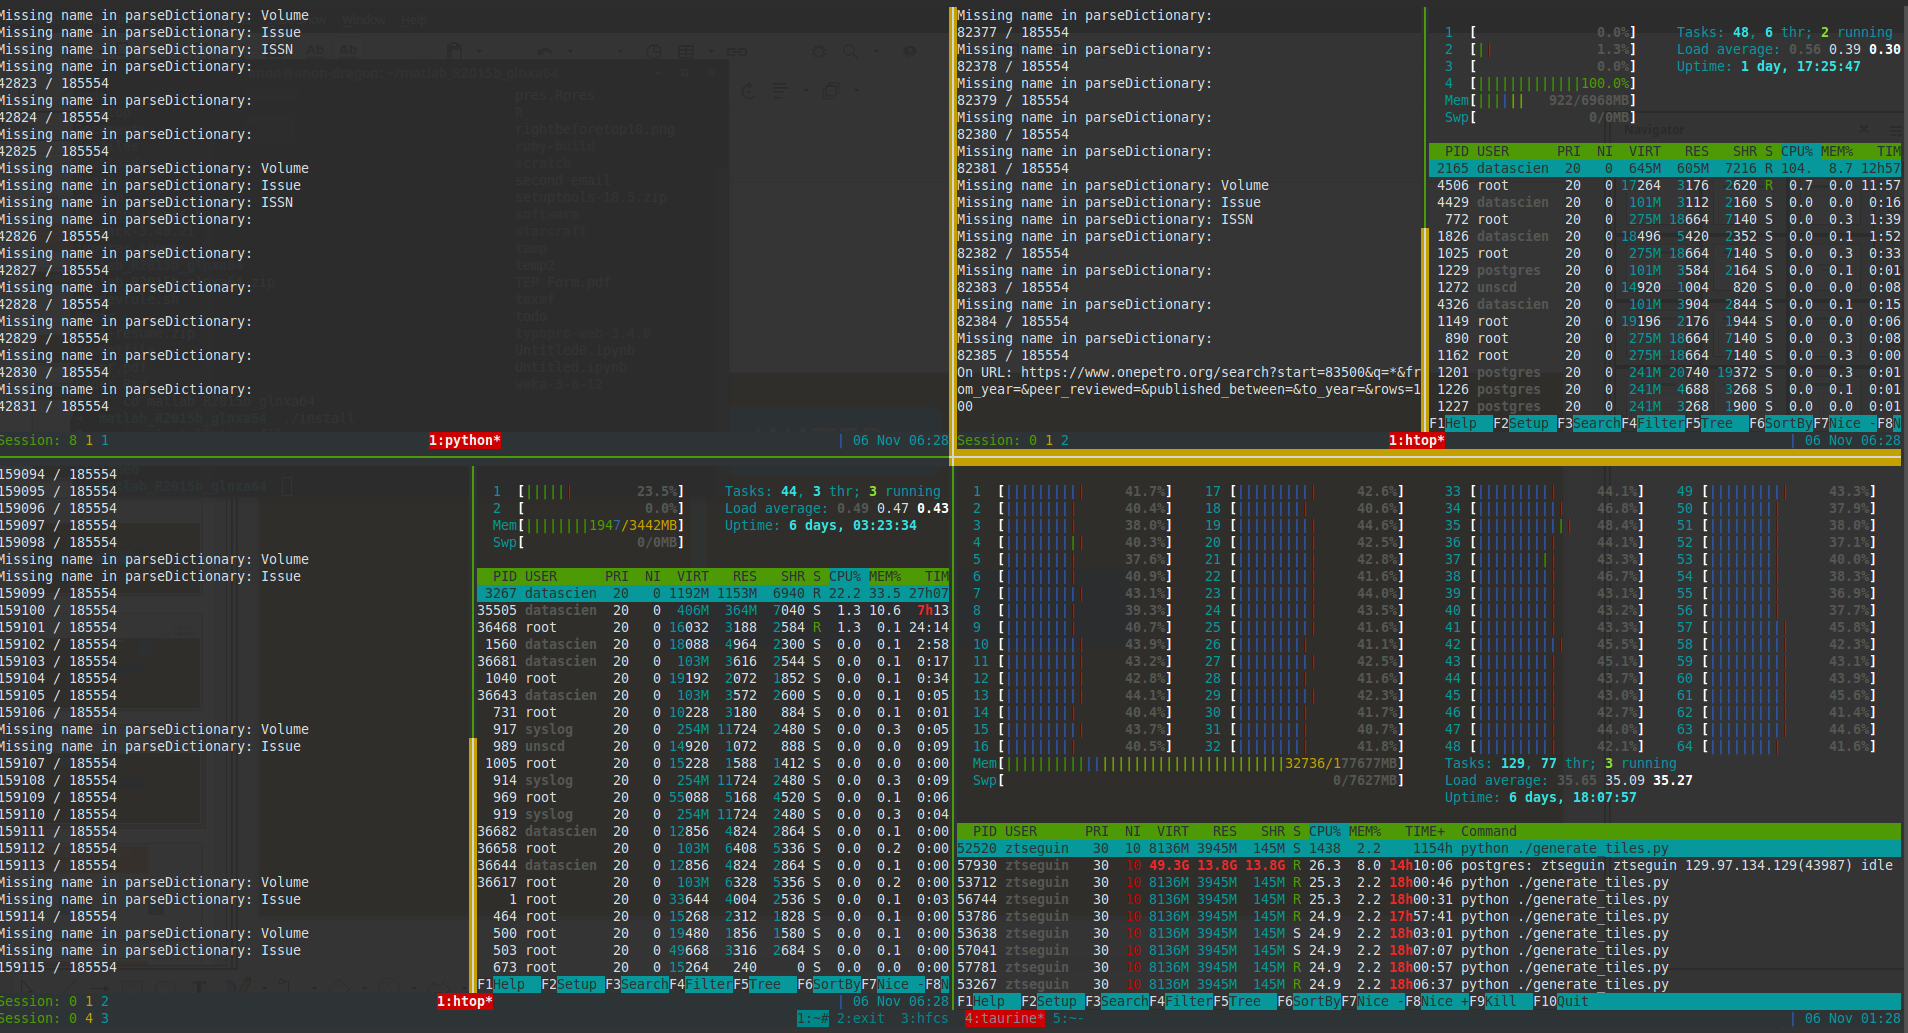 Missing name in parseDictionary: Volume
Missing name in parseDictionary: Issue
Missing name in parseDictionary: ISSN
Missing name in parseDictionary:
42823 / 185554
Missing name in parseDictionary:
42824 / 185554
Missing name in parseDictionary:
42825 / 185554
Missing name in parseDictionary: Volume
Missing name in parseDictionary: Issue
Missing name in parseDictionary: ISSN
Missing name in parseDictionary:
42826 / 185554
Missing name in parseDictionary:
42827 / 185554
Missing name in parseDictionary:
42828 / 185554
Missing name in parseDictionary:
42829 / 185554
Missing name in parseDictionary:
42830 / 185554
Missing name in parseDictionary:
42831 / 185554
Session: 8 1 1 1:python* | 06 Nov 06:28
Missing name in parseDictionary:
82377 / 185554
Missing name in parseDictionary:
82378 / 185554
Missing name in parseDictionary:
82379 / 185554
Missing name in parseDictionary:
82380 / 185554
Missing name in parseDictionary:
82381 / 185554
Missing name in parseDictionary: Volume
Missing name in parseDictionary: Issue
Missing name in parseDictionary: ISSN
Missing name in parseDictionary:
82382 / 185554
Missing name in parseDictionary:
82383 / 185554
Missing name in parseDictionary:
82384 / 185554
Missing name in parseDictionary:
82385 / 185554
On URL: https://www.onepetro.org/search?start=83500&q=*&fr
om_year=&peer_reviewed=&published_between=&to_year=&rows=1
00
1 [ 0.0%] Tasks: 48, 6 thr; 2 running
2 [|| 1.3%] Load average: 0.56 0.39 0.30
3 [ 0.0%] Uptime: 1 day, 17:25:47
4 [|||||||||||||100.0%]
Mem[|||||| 922/6968MB]
Swp[ 0/0MB]
PID USER PRI NI VIRT RES SHR S CPU% MEM% TIM
2165 datascien 20 0 645M 605M 7216 R 104. 8.7 12h57
4506 root 20 0 17264 3176 2620 R 0.7 0.0 11:57
4429 datascien 20 0 101M 3112 2160 S 0.0 0.0 0:16
772 root 20 0 275M 18664 7140 S 0.0 0.3 1:39
1826 datascien 20 0 18496 5420 2352 S 0.0 0.1 1:52
1025 root 20 0 275M 18664 7140 S 0.0 0.3 0:33
1229 postgres 20 0 101M 3584 2164 S 0.0 0.1 0:01
1272 unscd 20 0 14920 1004 820 S 0.0 0.0 0:08
4326 datascien 20 0 101M 3904 2844 S 0.0 0.1 0:15
1149 root 20 0 19196 2176 1944 S 0.0 0.0 0:06
890 root 20 0 275M 18664 7140 S 0.0 0.3 0:08
1162 root 20 0 275M 18664 7140 S 0.0 0.3 0:00
1201 postgres 20 0 241M 20740 19372 S 0.0 0.3 0:01
1226 postgres 20 0 241M 4688 3268 S 0.0 0.1 0:01
1227 postgres 20 0 241M 3268 1900 S 0.0 0.0 0:01
F1Help F2Setup F3SearchF4FilterF5Tree F6SortByF7Nice -F8N
Session: 0 1 2 1:htop* | 06 Nov 06:28
159094 / 185554
159095 / 185554
159096 / 185554
159097 / 185554
159098 / 185554
Missing name in parseDictionary: Volume
Missing name in parseDictionary: Issue
159099 / 185554
159100 / 185554
159101 / 185554
159102 / 185554
159103 / 185554
159104 / 185554
159105 / 185554
159106 / 185554
Missing name in parseDictionary: Volume
Missing name in parseDictionary: Issue
159107 / 185554
159108 / 185554
159109 / 185554
159110 / 185554
159111 / 185554
159112 / 185554
159113 / 185554
Missing name in parseDictionary: Volume
Missing name in parseDictionary: Issue
159114 / 185554
Missing name in parseDictionary: Volume
Missing name in parseDictionary: Issue
159115 / 185554
1 [|||||| 23.5%] Tasks: 44, 3 thr; 3 running
2 [ 0.0%] Load average: 0.49 0.47 0.43
Mem[||||||||1947/3442MB] Uptime: 6 days, 03:23:34
Swp[ 0/0MB]
PID USER PRI NI VIRT RES SHR S CPU% MEM% TIM
3267 datascien 20 0 1192M 1153M 6940 R 22.2 33.5 27h07
35505 datascien 20 0 406M 364M 7040 S 1.3 10.6 7h13
36468 root 20 0 16032 3188 2584 R 1.3 0.1 24:14
1560 datascien 20 0 18088 4964 2300 S 0.0 0.1 2:58
36681 datascien 20 0 103M 3616 2544 S 0.0 0.1 0:17
1040 root 20 0 19192 2072 1852 S 0.0 0.1 0:34
36643 datascien 20 0 103M 3572 2600 S 0.0 0.1 0:05
731 root 20 0 10228 3180 884 S 0.0 0.1 0:01
917 syslog 20 0 254M 11724 2480 S 0.0 0.3 0:05
989 unscd 20 0 14920 1072 888 S 0.0 0.0 0:09
1005 root 20 0 15228 1588 1412 S 0.0 0.0 0:00
914 syslog 20 0 254M 11724 2480 S 0.0 0.3 0:09
969 root 20 0 55088 5168 4520 S 0.0 0.1 0:06
919 syslog 20 0 254M 11724 2480 S 0.0 0.3 0:04
36682 datascien 20 0 12856 4824 2864 S 0.0 0.1 0:00
36658 root 20 0 103M 6408 5336 S 0.0 0.2 0:00
36644 datascien 20 0 12856 4824 2864 S 0.0 0.1 0:00
36617 root 20 0 103M 6328 5356 S 0.0 0.2 0:00
1 root 20 0 33644 4004 2536 S 0.0 0.1 0:03
464 root 20 0 15268 2312 1828 S 0.0 0.1 0:00
500 root 20 0 19480 1856 1580 S 0.0 0.1 0:00
503 root 20 0 49668 3316 2684 S 0.0 0.1 0:00
673 root 20 0 15264 240 0 S 0.0 0.0 0:00
F1Help F2Setup F3SearchF4FilterF5Tree F6SortByF7Nice -F8N
Session: 0 1 2 1:htop* | 06 Nov 06:28
1 [ 41.7%] 17 [ 42.6%] 33 [ 44.1%] 49 [ 43.3%]
2 [ 40.4%] 18 [ 40.6%] 34 [ 46.8%] 50 [ 37.9%]
3 [ 38.0%] 19 [ 44.6%] 35 [ 48.4%] 51 [ 38.0%]
4 [ 40.3%] 20 [ 42.5%] 36 [ 44.1%] 52 [ 37.1%]
5 [ 37.6%] 21 [ 42.8%] 37 [ 43.3%] 53 [ 40.0%]
6 [ 40.9%] 22 [ 41.6%] 38 [ 46.7%] 54 [ 38.3%]
7 [ 43.1%] 23 [ 44.0%] 39 [ 43.1%] 55 [ 36.9%]
8 [ 39.3%] 24 [ 43.5%] 40 [ 43.2%] 56 [ 37.7%]
9 [ 40.7%] 25 [ 41.6%] 41 [ 43.3%] 57 [ 45.8%]
10 [ 43.9%] 26 [ 41.1%] 42 [ 45.5%] 58 [ 42.3%]
11 [ 43.2%] 27 [ 42.5%] 43 [ 45.1%] 59 [ 43.1%]
12 [ 42.8%] 28 [ 41.6%] 44 [ 43.7%] 60 [ 43.9%]
13 [ 44.1%] 29 [ 42.3%] 45 [ 43.0%] 61 [ 45.6%]
14 [ 40.4%] 30 [ 41.7%] 46 [ 42.7%] 62 [ 41.4%]
15 [ 43.7%] 31 [ 40.7%] 47 [ 44.0%] 63 [ 44.6%]
16 [ 40.5%] 32 [ 41.8%] 48 [ 42.1%] 64 [ 41.6%]
Mem[ 32736/177677MB] Tasks: 129, 77 thr; 3 running
Swp[ 0/7627MB] Load average: 35.65 35.09 35.27
Uptime: 6 days, 18:07:57
PID USER PRI NI VIRT RES SHR S CPU% MEM% TIME+ Command
52520 ztseguin 30 10 8136M 3945M 145M S 1438 2.2 1154h python ./generate_tiles.py
57930 ztseguin 30 10 49.3G 13.8G 13.8G R 26.3 8.0 14h10:06 postgres: ztseguin ztseguin 129.97.134.129(43987) idle
53712 ztseguin 30 10 8136M 3945M 145M R 25.3 2.2 18h00:46 python ./generate_tiles.py
56744 ztseguin 30 10 8136M 3945M 145M R 25.3 2.2 18h00:31 python ./generate_tiles.py
53786 ztseguin 30 10 8136M 3945M 145M R 24.9 2.2 17h57:41 python ./generate_tiles.py
53638 ztseguin 30 10 8136M 3945M 145M S 24.9 2.2 18h03:01 python ./generate_tiles.py
57041 ztseguin 30 10 8136M 3945M 145M S 24.9 2.2 18h07:07 python ./generate_tiles.py
57781 ztseguin 30 10 8136M 3945M 145M R 24.9 2.2 18h00:57 python ./generate_tiles.py
53267 ztseguin 30 10 8136M 3945M 145M R 24.9 2.2 18h06:37 python ./generate_tiles.py
F1Help F2Setup F3SearchF4FilterF5Tree F6SortByF7Nice -F8Nice +F9Kill F10Quit
Session: 0 4 3 1:~# 2:exit 3:hfcs 4:taurine* 5:~- | 06 Nov 01:28